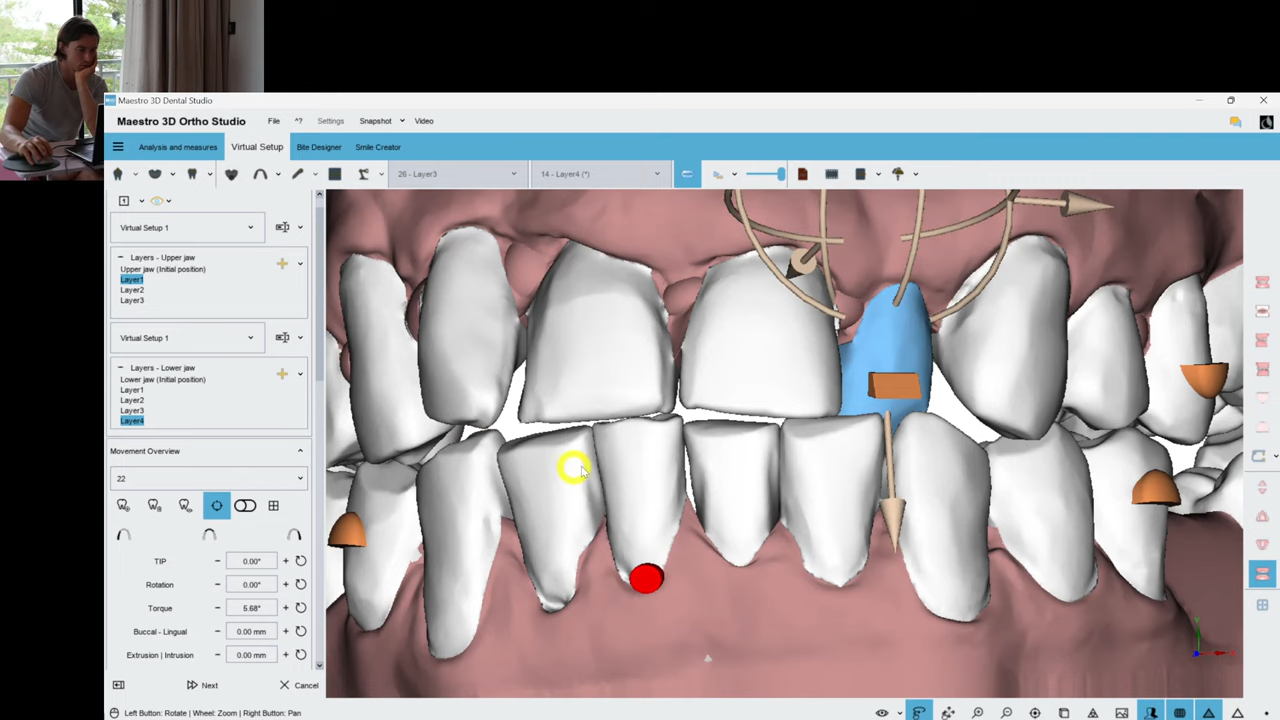 Maestro 3D Dental Studio
Maestro 3D Ortho Studio
File
^?
Settings
Snapshot
Video
Analysis and measures
Virtual Setup
Bite Designer
Smile Creator
26 - Layer3
14 - Layer4 (*)
Virtual Setup 1
Layers - Upper jaw
Upper jaw (Initial position)
Layer1
Layer2
Layer3
Virtual Setup 1
Layers - Lower jaw
Lower jaw (Initial position)
Layer1
Layer2
Layer3
Layer4
Movement Overview
22
TIP - 0.00° +
Rotation - 0.00° +
Torque - 5.68° +
Buccal - Lingual - 0.00 mm +
Extrusion | Intrusion - 0.00 mm +
Next
Cancel
Left Button: Rotate | Wheel: Zoom | Right Button: Pan